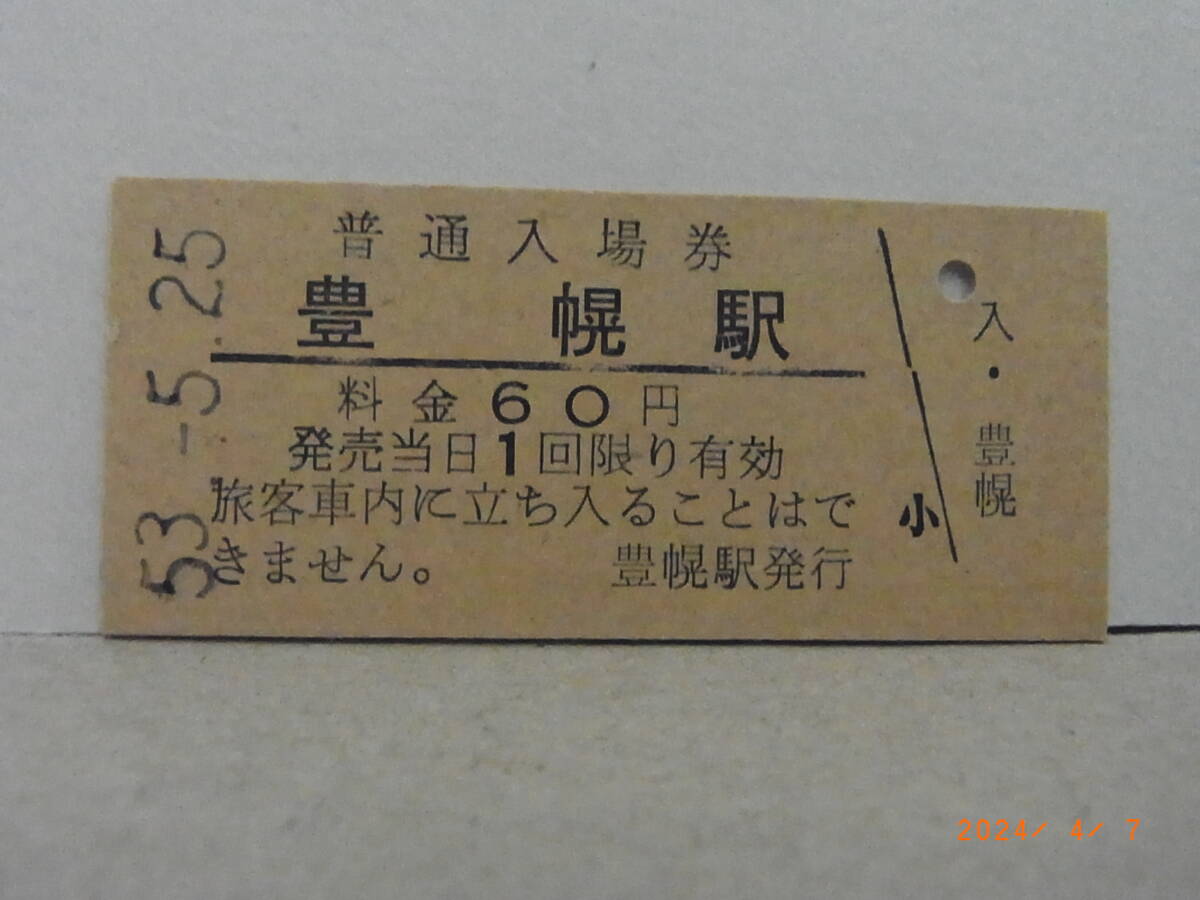 普通入場券
豊幌駅
料金60円
発売当日1回限り有効
旅客車内に立ち入ることはで
きません。 豊幌駅発行
53.-5.25
小
入・豊幌
2024/ 4/ 7